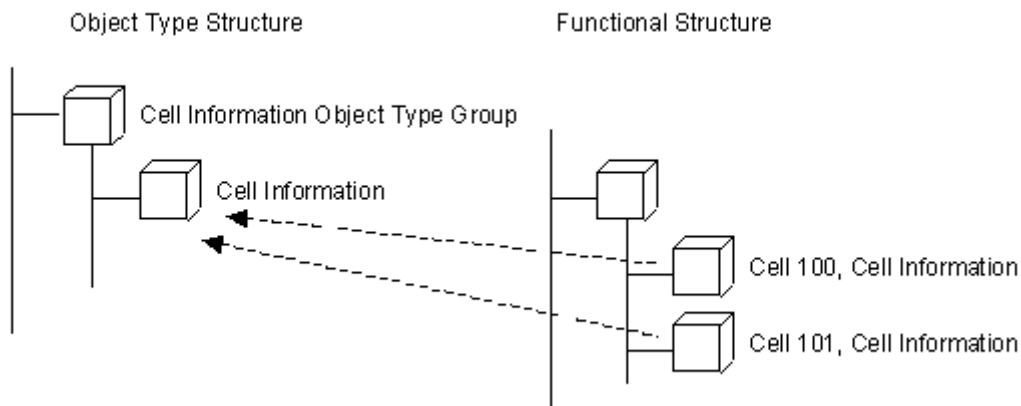 Object Type Structure
Functional Structure
Cell Information Object Type Group
Cell Information
Cell 100, Cell Information
Cell 101, Cell Information